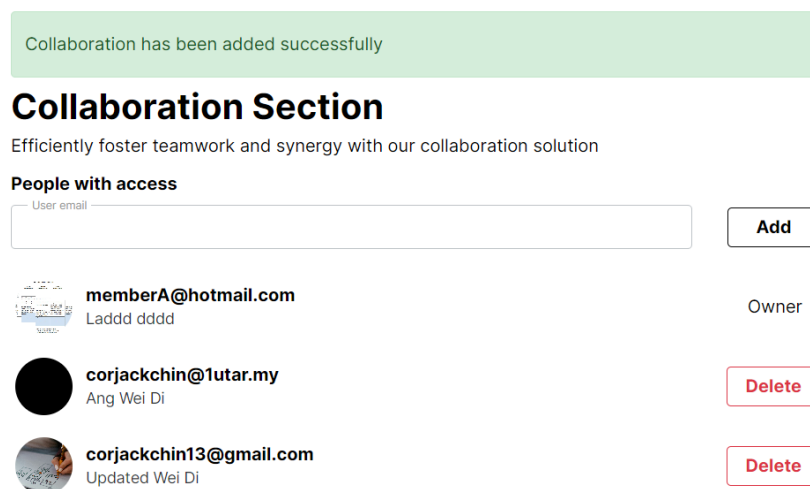 Collaboration has been added successfully
Collaboration Section
Efficiently foster teamwork and synergy with our collaboration solution
People with access
User email
Add
memberA@hotmail.com
Laddd dddd
Owner
corjackchin@1utar.my
Ang Wei Di
Delete
corjackchin13@gmail.com
Updated Wei Di
Delete